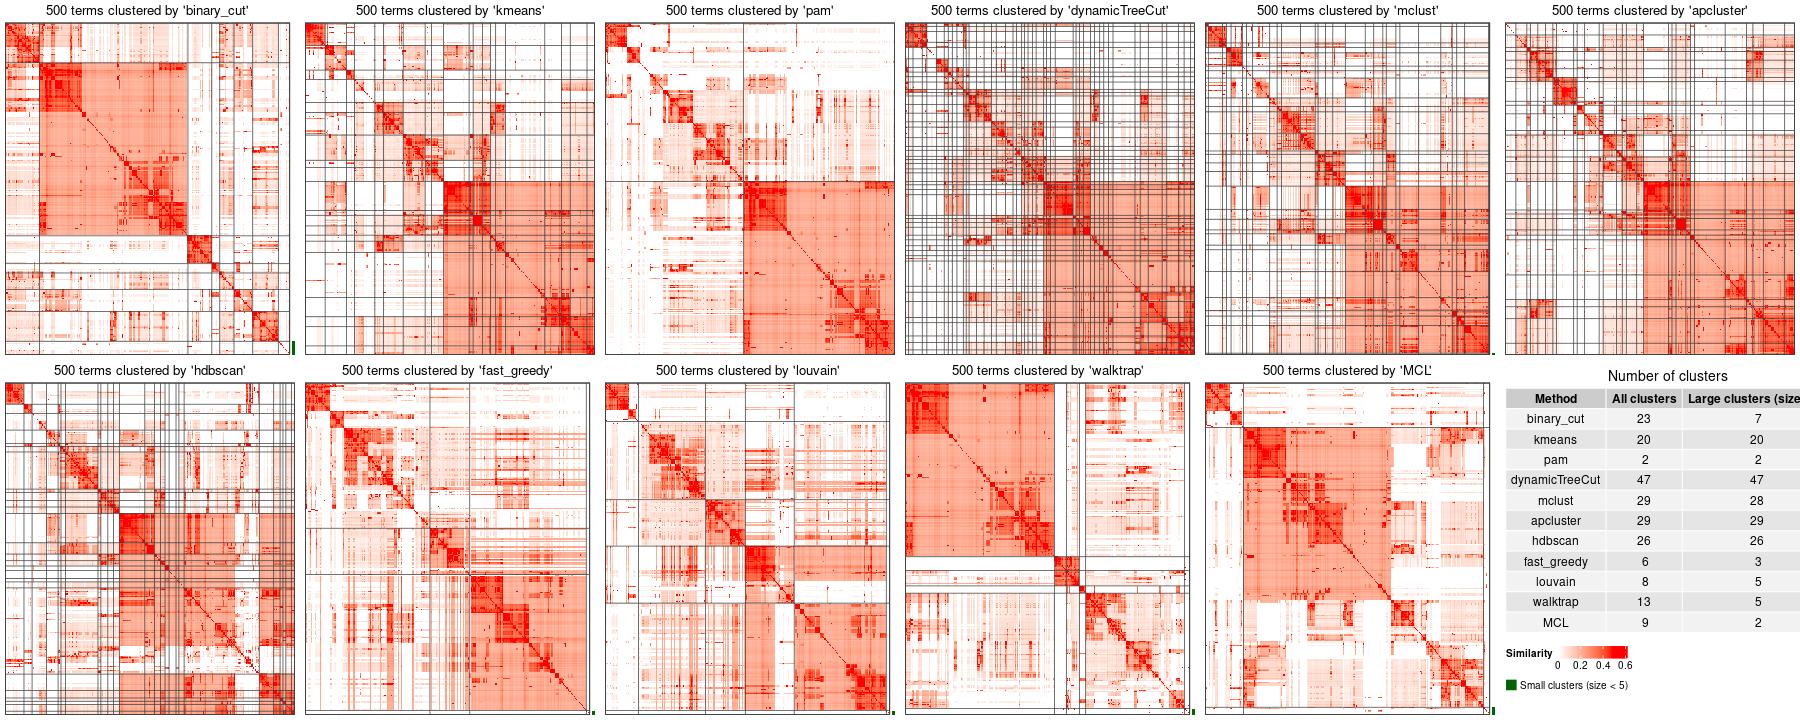 500 terms clustered by 'binary_cut'
500 terms clustered by 'kmeans'
500 terms clustered by 'pam'
500 terms clustered by 'dynamicTreeCut'
500 terms clustered by 'mclust'
500 terms clustered by 'apcluster'
500 terms clustered by 'hdbscan'
500 terms clustered by 'fast_greedy'
500 terms clustered by 'louvain'
500 terms clustered by 'walktrap'
500 terms clustered by 'MCL'
Number of clusters
Method All clusters Large clusters (size
binary_cut 23 7
kmeans 20 20
pam 2 2
dynamicTreeCut 47 47
mclust 29 28
apcluster 29 29
hdbscan 26 26
fast_greedy 6 3
louvain 8 5
walktrap 13 5
MCL 9 2
Similarity
0 0.2 0.4 0.6
Small clusters (size < 5)